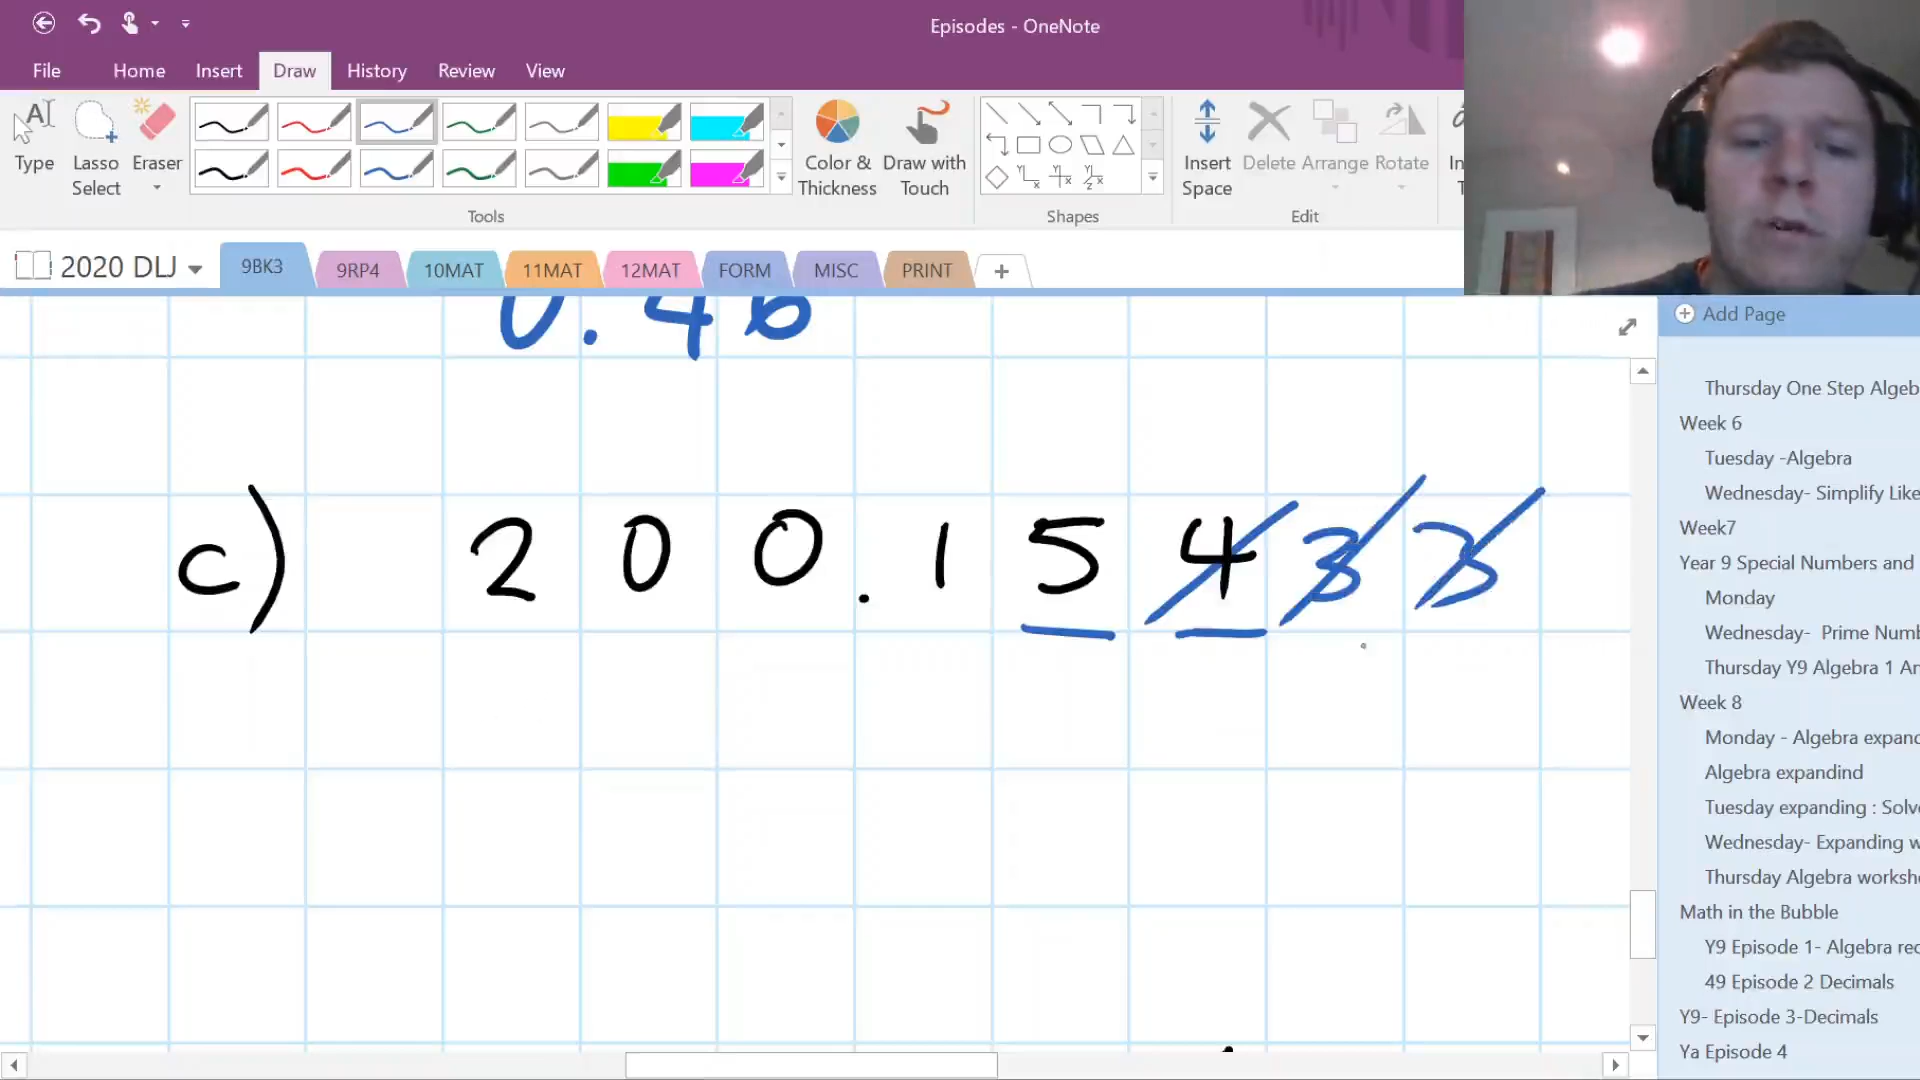 Episodes - OneNote
File Home Insert Draw History Review View
Type
Lasso Select
Eraser
Color & Thickness
Draw with Touch
Insert Space
Delete Arrange Rotate
Tools Shapes Edit
2020 DLJ 9BK3 9RP4 10MAT 11MAT 12MAT FORM MISC PRINT
0.46
c) 200.15433
Add Page
Thursday One Step Algeb
Week 6
Tuesday -Algebra
Wednesday- Simplify Like
Week7
Year 9 Special Numbers and
Monday
Wednesday- Prime Numb
Thursday Y9 Algebra 1 An
Week 8
Monday - Algebra expand
Algebra expandind
Tuesday expanding : Solve
Wednesday- Expanding w
Thursday Algebra worksh
Math in the Bubble
Y9 Episode 1- Algebra rec
49 Episode 2 Decimals
Y9- Episode 3-Decimals
Ya Episode 4